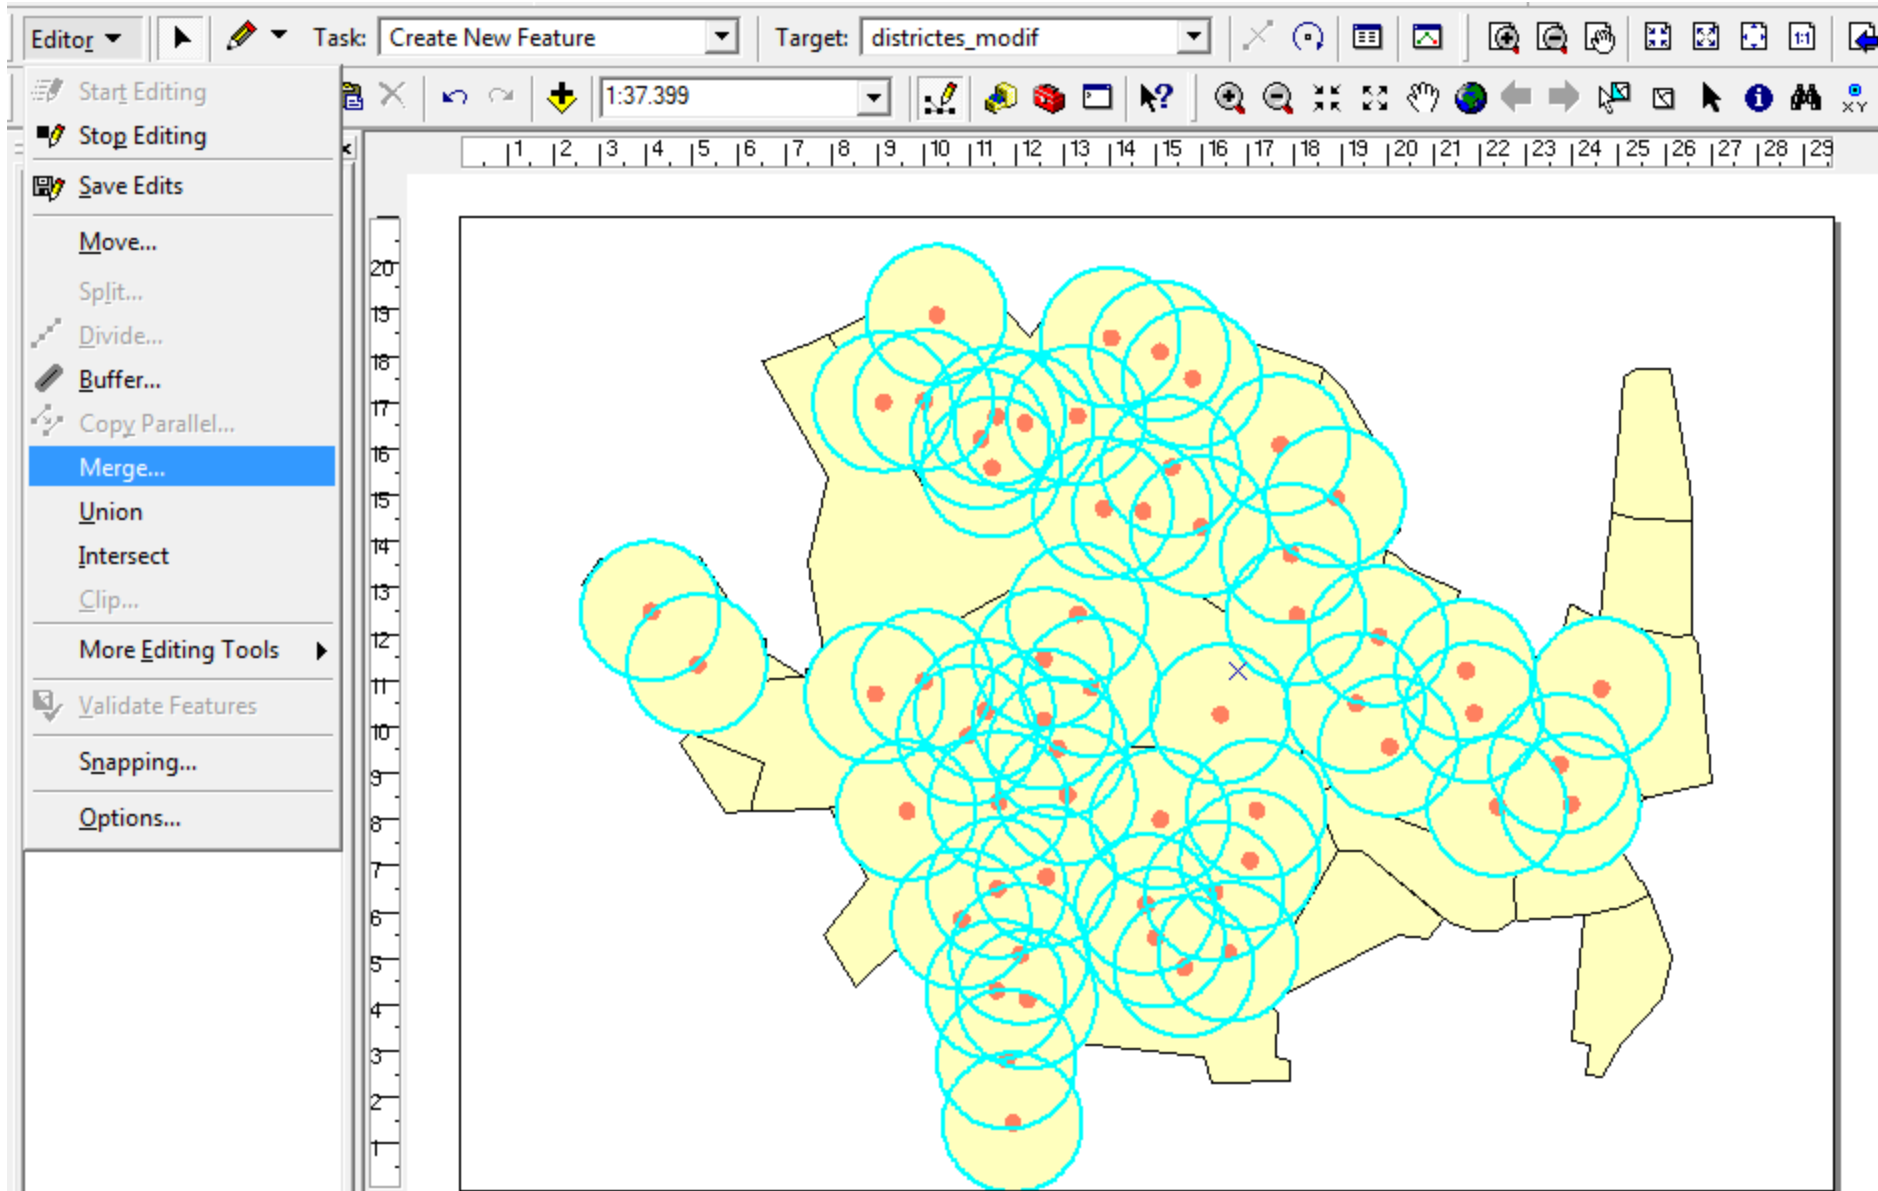 Editor Task: Create New Feature Target: districtes_modif 1:1
1:37.399 ? i XY
Start Editing
Stop Editing
Save Edits
Move...
Split...
Divide...
Buffer...
Copy Parallel...
Merge...
Union
Intersect
Clip...
More Editing Tools
Validate Features
Snapping...
Options...
1 2 3 4 5 6 7 8 9 10 11 12 13 14 15 16 17 18 19 20 21 22 23 24 25 26 27 28 29
20
19
18
17
16
15
14
13
12
11
10
9
8
7
6
5
4
3
2
1